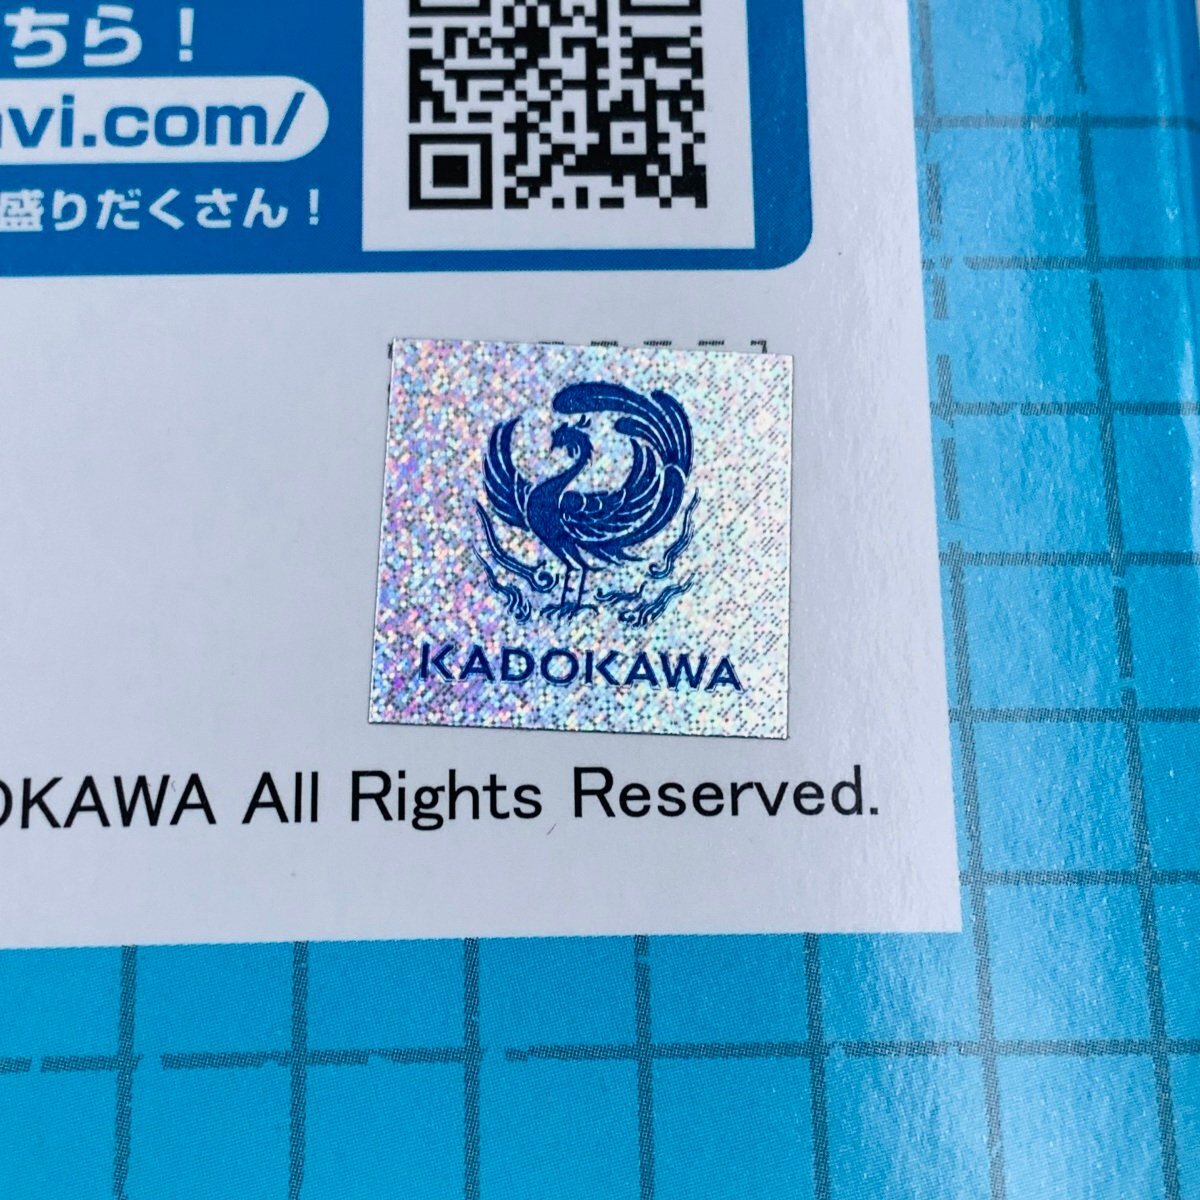 ちら！
vi.com/
盛りだくさん！
KADOKAWA
OKAWA All Rights Reserved.